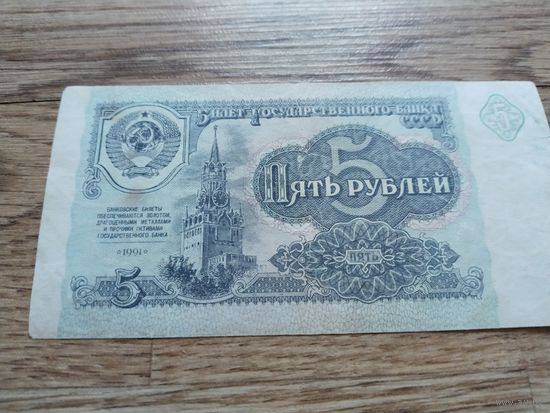 БИЛЕТ ГОСУДАРСТВЕННОГО БАНКА
СССР
5
ПЯТЬ РУБЛЕЙ
БАНКОВСКИЕ БИЛЕТЫ
ОБЕСПЕЧИВАЮТСЯ ЗОЛОТОМ,
ДРАГОЦЕННЫМИ МЕТАЛЛАМИ
И ПРОЧИМИ АКТИВАМИ
ГОСУДАРСТВЕННОГО БАНКА
1991
ПЯТЬ
5